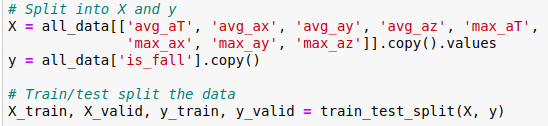 # Split into X and y
X = all_data[['avg_aT', 'avg_ax', 'avg_ay', 'avg_az', 'max_aT',
'max_ax', 'max_ay', 'max_az']].copy().values
y = all_data['is_fall'].copy()
# Train/test split the data
X_train, X_valid, y_train, y_valid = train_test_split(X, y)